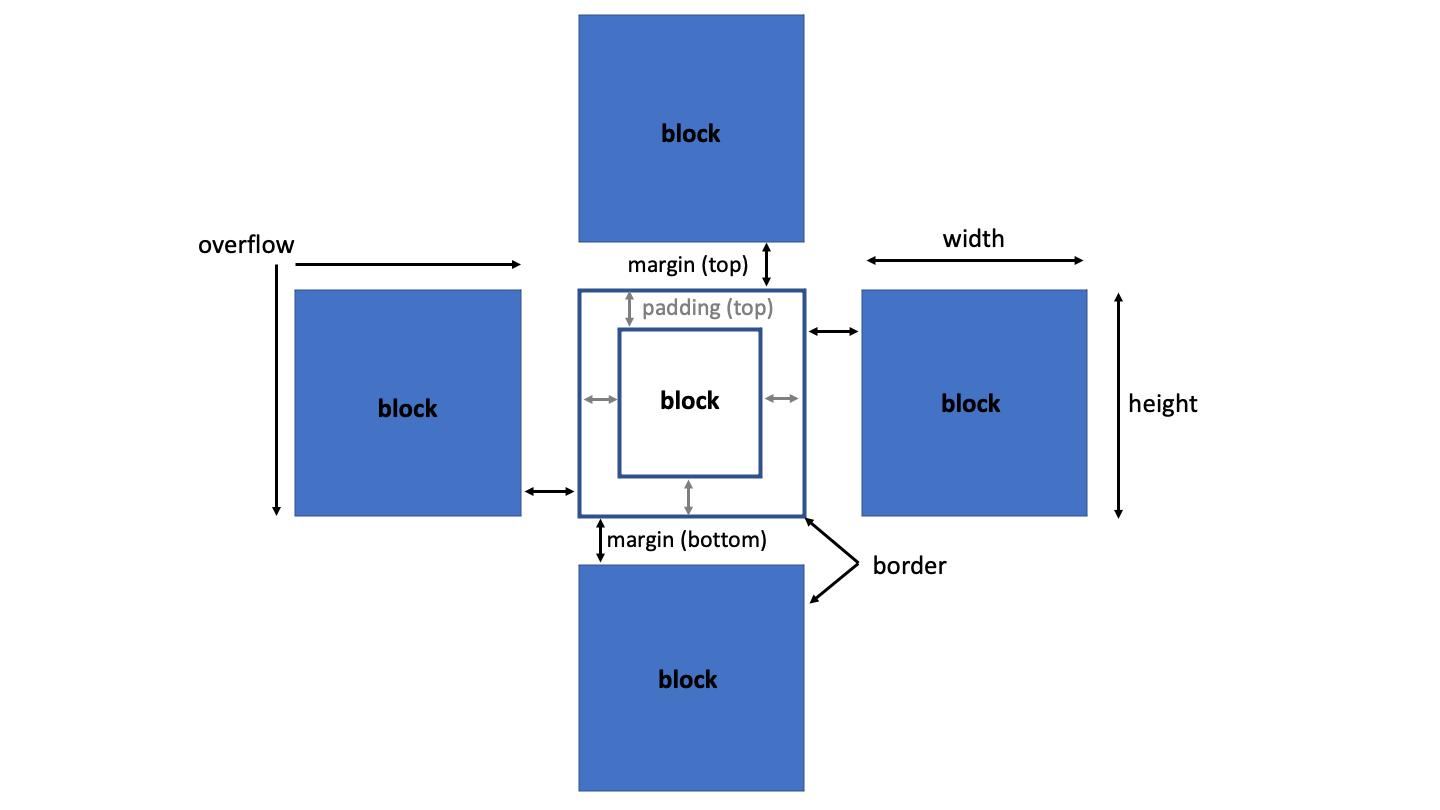 block
overflow
width
margin (top)
padding (top)
block
block
block
height
margin (bottom)
border
block